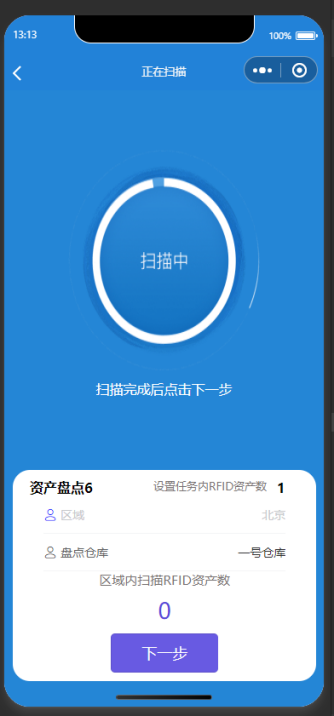 13:13
100%
正在扫描
扫描中
扫描完成后点击下一步
资产盘点6 设置任务内RFID资产数 1
区域 北京
盘点仓库 一号仓库
区域内扫描RFID资产数
0
下一步